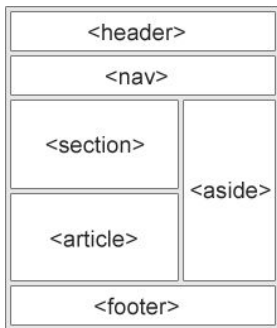 <header>
<nav>
<section>
<aside>
<article>
<footer>